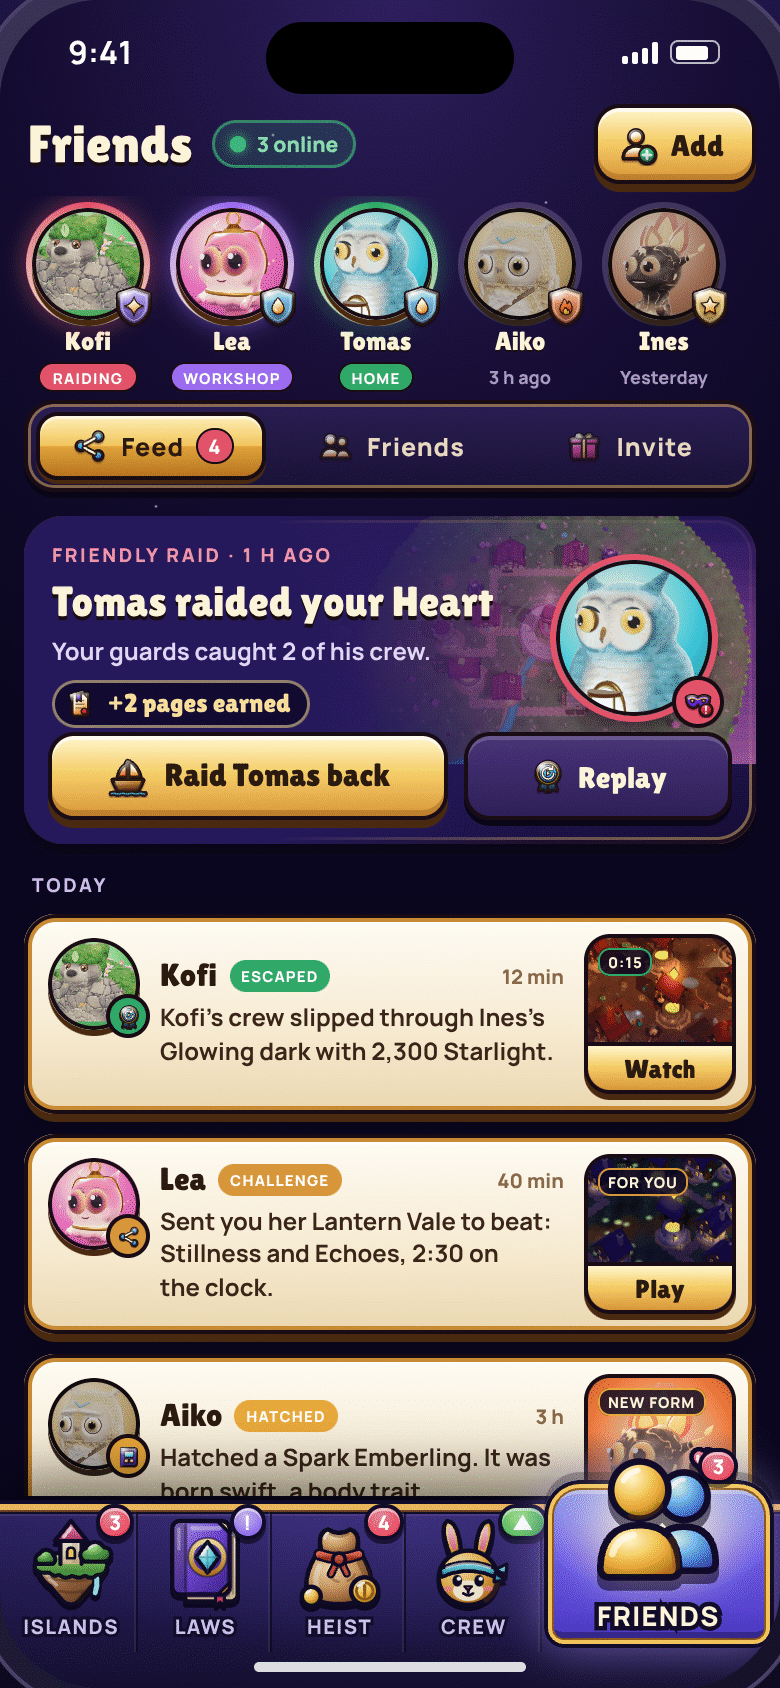 9:41
Friends
3 online
Add
Kofi
Lea
Tomas
Aiko
Ines
RAIDING
WORKSHOP
HOME
3 h ago
Yesterday
Feed
4
Friends
Invite
FRIENDLY RAID · 1 H AGO
Tomas raided your Heart
Your guards caught 2 of his crew.
+2 pages earned
Raid Tomas back
Replay
TODAY
Kofi
ESCAPED
12 min
Kofi's crew slipped through Ines's
Glowing dark with 2,300 Starlight.
0:15
Watch
Lea
CHALLENGE
40 min
Sent you her Lantern Vale to beat:
Stillness and Echoes, 2:30 on
the clock.
FOR YOU
Play
Aiko
HATCHED
3 h
Hatched a Spark Emberling. It was
born swift, a body trait
NEW FORM
3
!
4
3
ISLANDS
LAWS
HEIST
CREW
FRIENDS